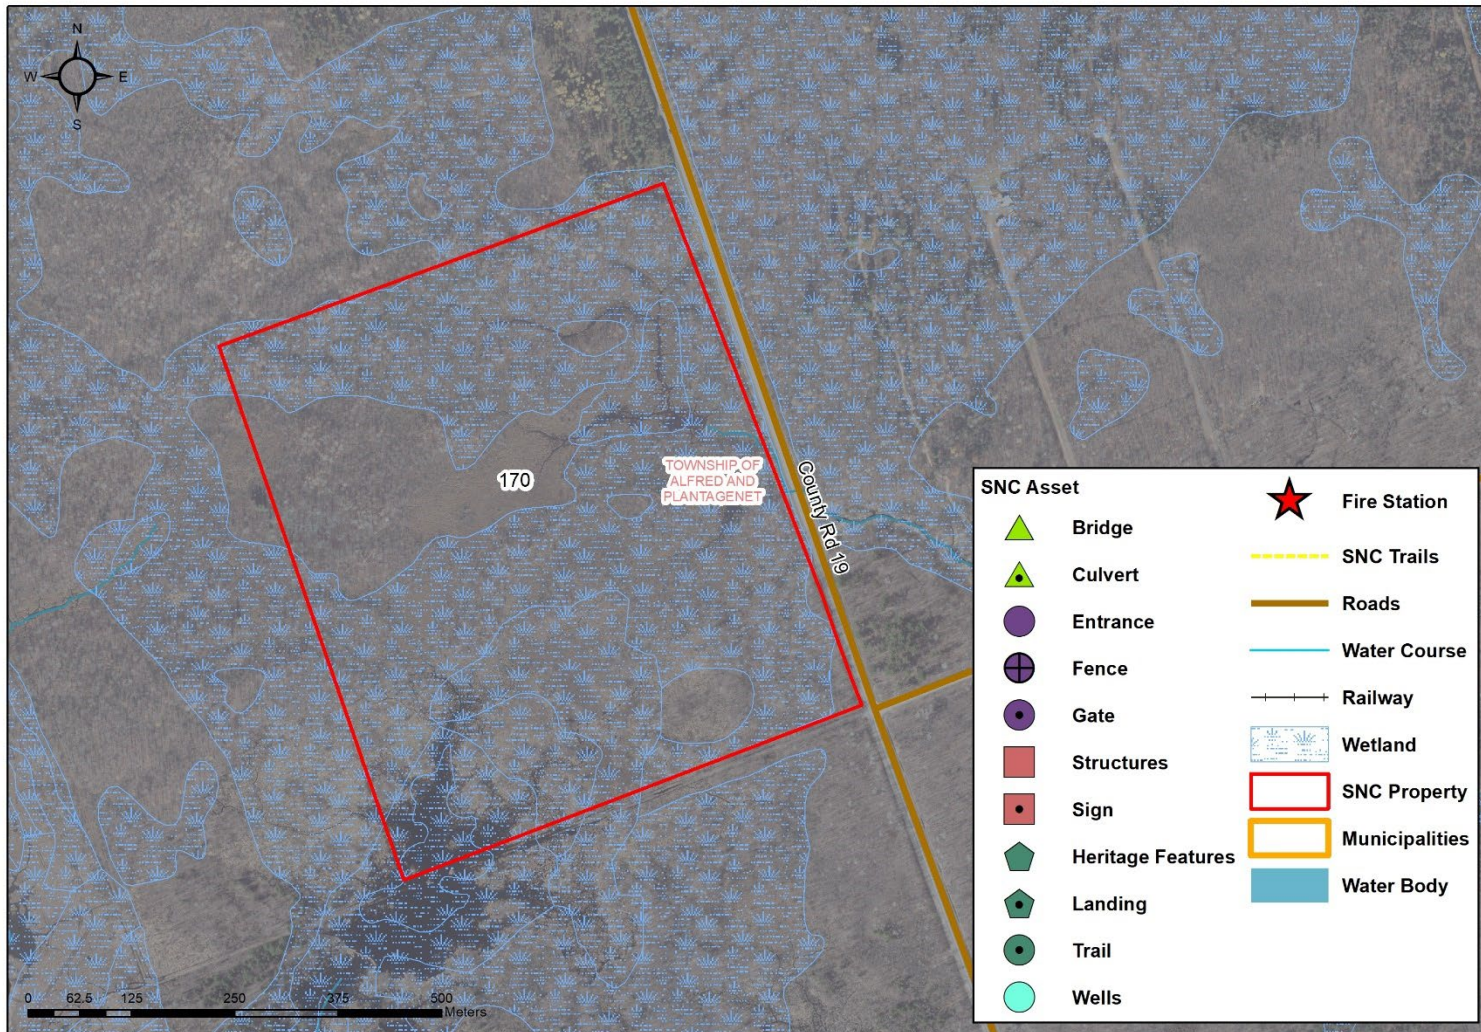 N
W E
S
170
TOWNSHIP OF
ALFRED AND
PLANTAGENET
County Rd 19
SNC Asset
Bridge
Culvert
Entrance
Fence
Gate
Structures
Sign
Heritage Features
Landing
Trail
Wells
Fire Station
SNC Trails
Roads
Water Course
Railway
Wetland
SNC Property
Municipalities
Water Body
0 62.5 125 250 375 500
Meters